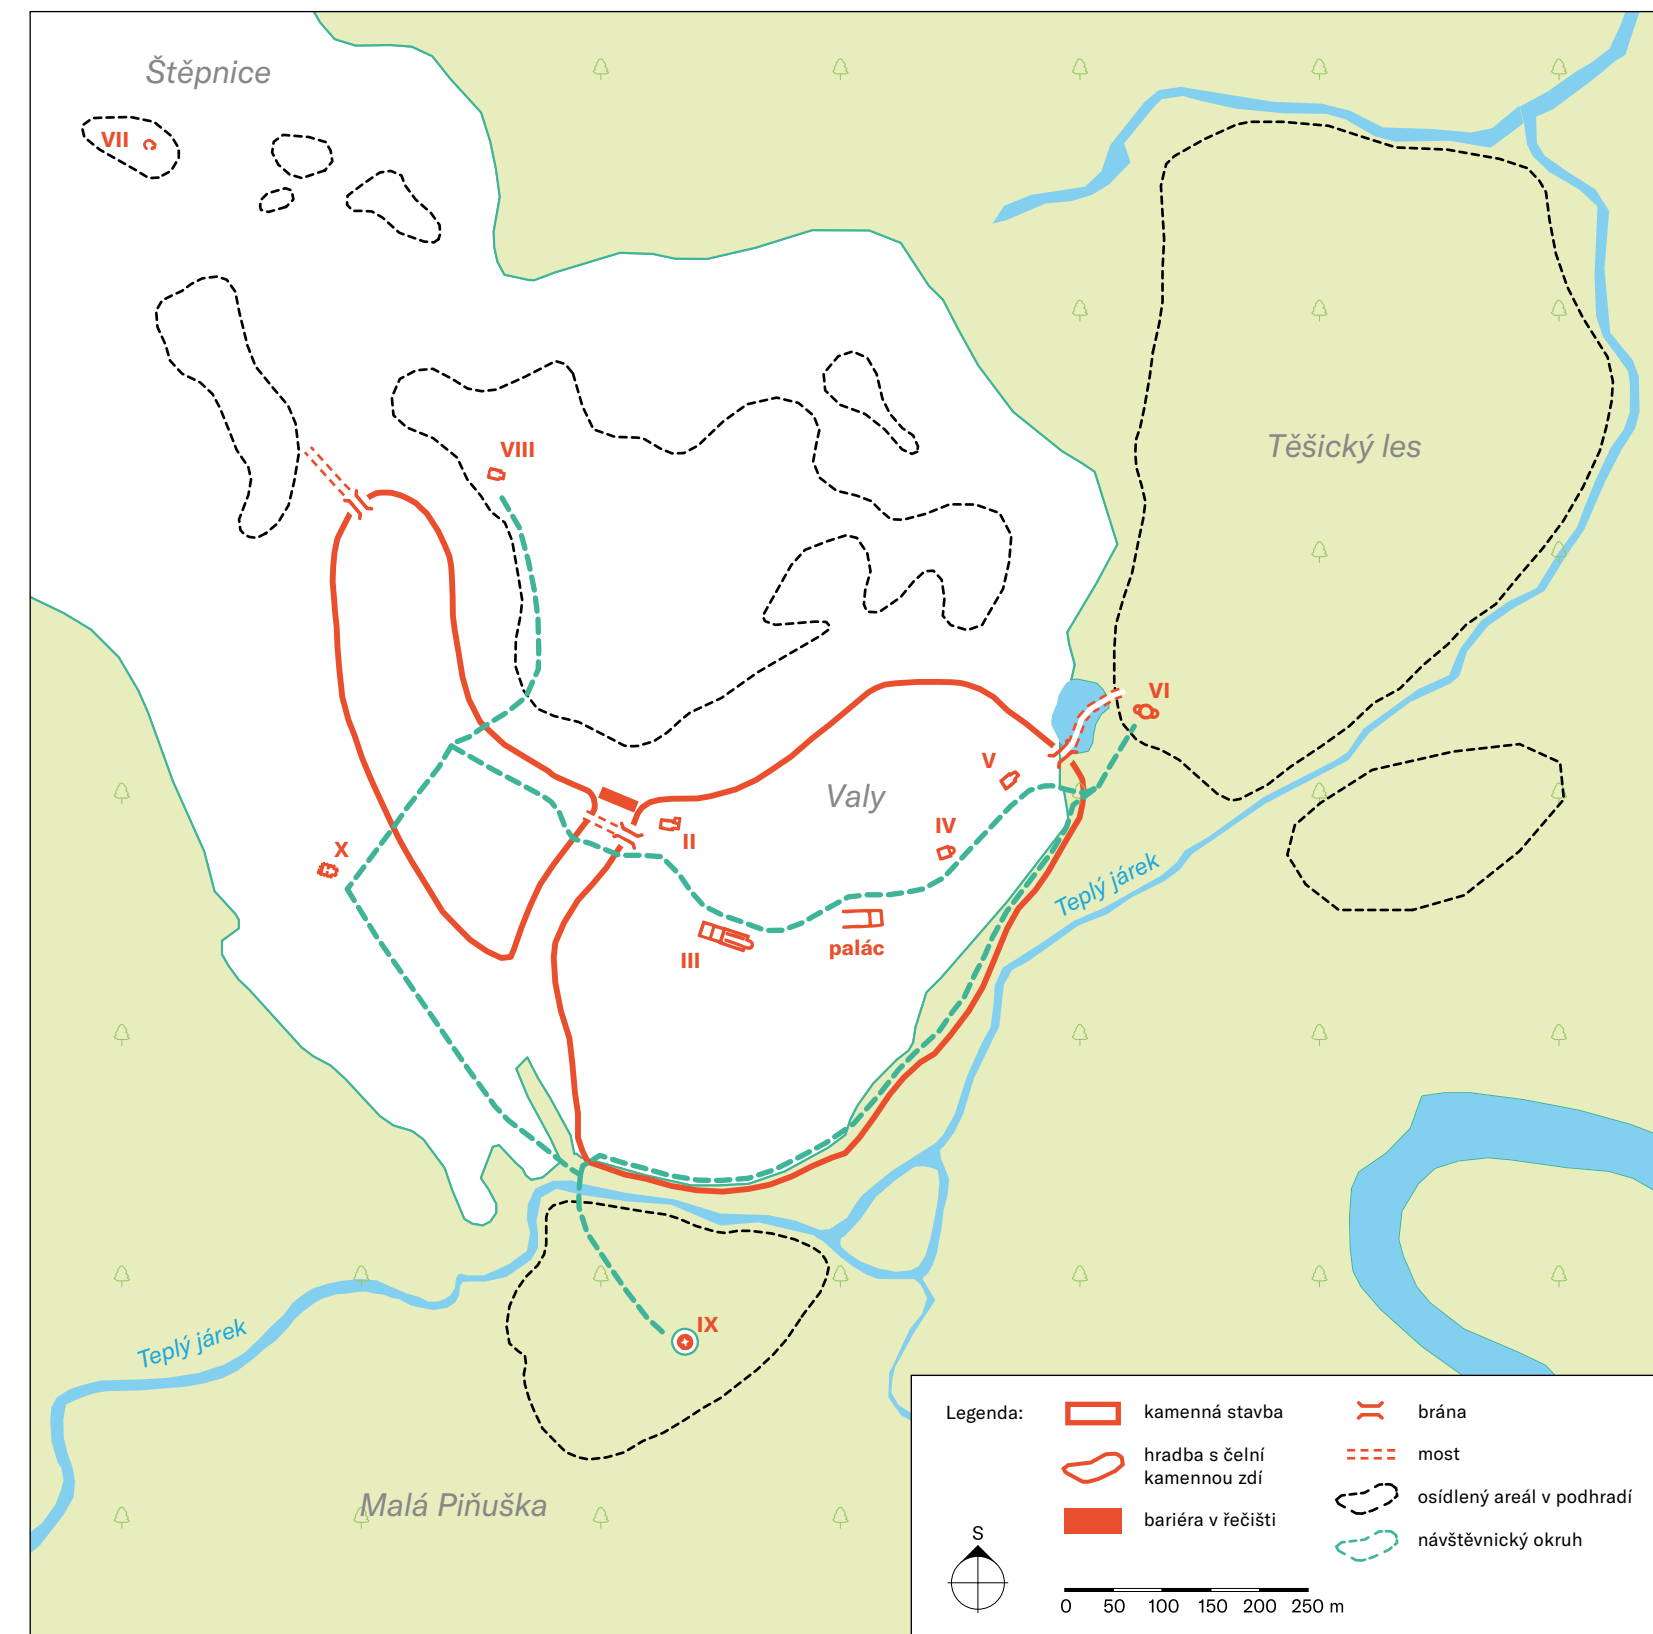 Štěpnice
VII
Těšický les
VIII
VI
V
Valy
IV
II
X
Teplý járek
palác
III
IX
Teplý járek
Malá Piňuška
Legenda:
kamenná stavba
hradba s čelní
kamennou zdí
bariéra v řečišti
brána
most
osídlený areál v podhradí
návštěvnický okruh
S
0 50 100 150 200 250 m